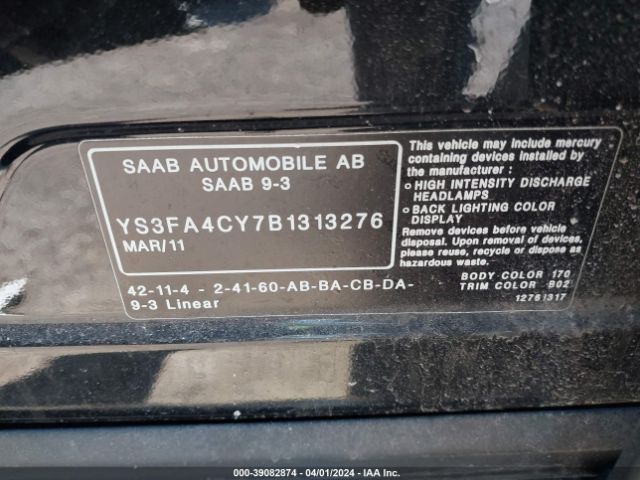 SAAB AUTOMOBILE AB
SAAB 9-3
YS3FA4CY7B1313276
MAR/11
42-11-4 - 2-41-60-AB-BA-CB-DA-
9-3 Linear
This vehicle may include mercury
containing devices installed by
the manufacturer :
o HIGH INTENSITY DISCHARGE
HEADLAMPS
o BACK LIGHTING COLOR
DISPLAY
Remove devices before vehicle
disposal. Upon removal of devices,
please reuse, recycle or dispose as
hazardous waste.
BODY COLOR 170
TRIM COLOR B02
12761317
000-39082874 - 04/01/2024 - IAA Inc.